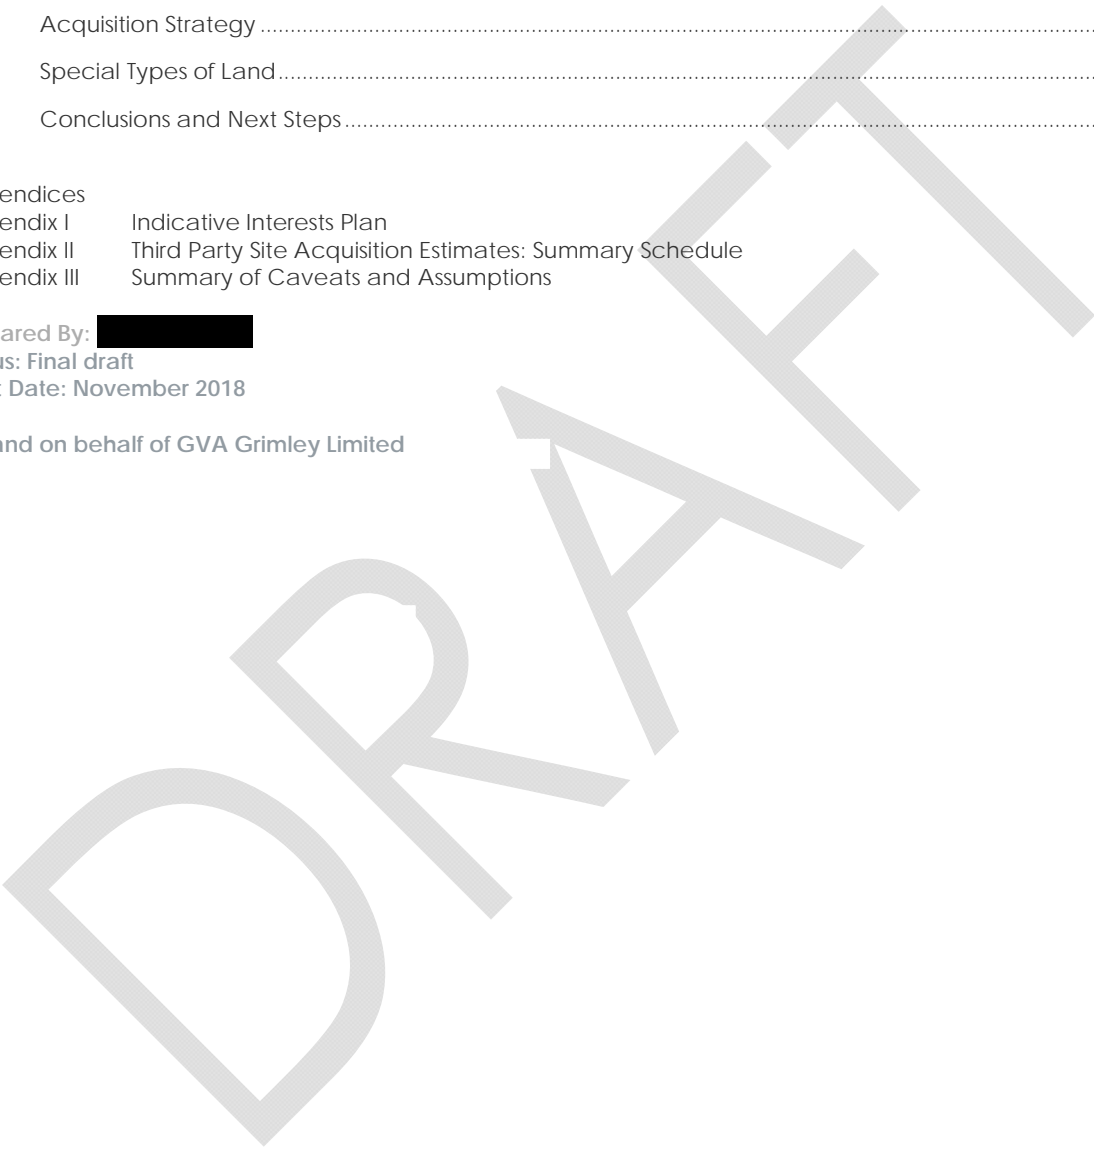 Acquisition Strategy ........................................................................................................................
Special Types of Land ........................................................................................................................
Conclusions and Next Steps ........................................................................................................................
endices
endix I Indicative Interests Plan
endix II Third Party Site Acquisition Estimates: Summary Schedule
endix III Summary of Caveats and Assumptions
ared By:
us: Final draft
t Date: November 2018
and on behalf of GVA Grimley Limited
DRAFT